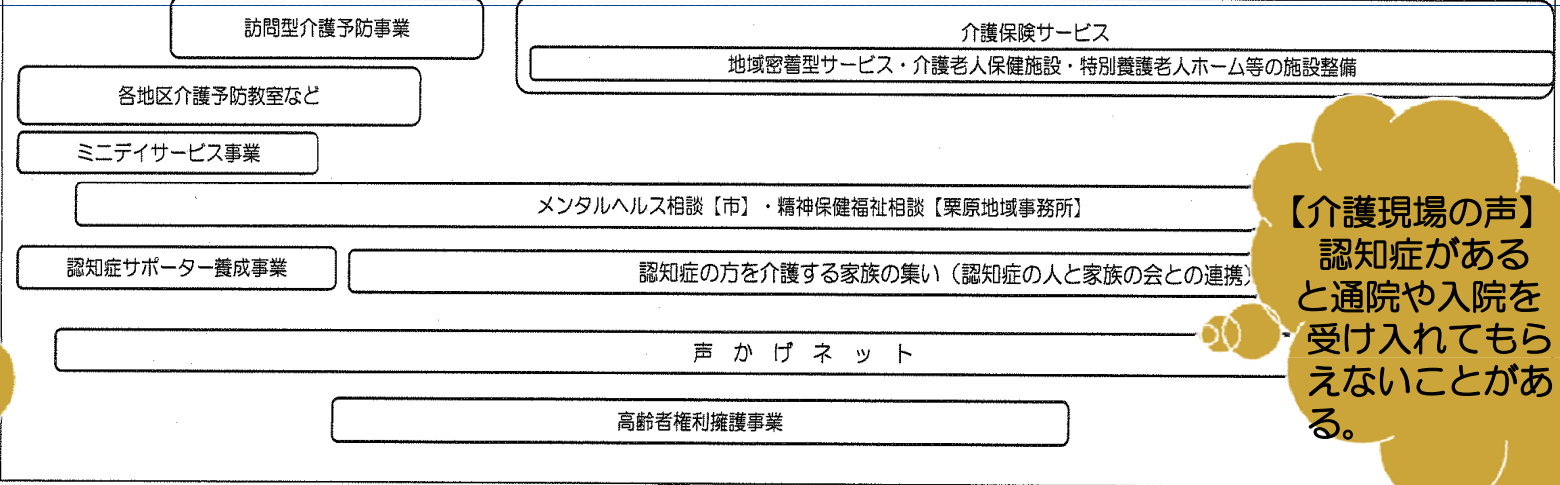 訪問型介護予防事業
介護保険サービス
地域密着型サービス・介護老人保健施設・特別養護老人ホーム等の施設整備
各地区介護予防教室など
ミニデイサービス事業
メンタルヘルス相談【市】・精神保健福祉相談【栗原地域事務所】
認知症サポーター養成事業
認知症の方を介護する家族の集い（認知症の人と家族の会との連携）
声かげネット
高齢者権利擁護事業
【介護現場の声】
認知症がある
と通院や入院を
受け入れてもら
えないことがあ
る。